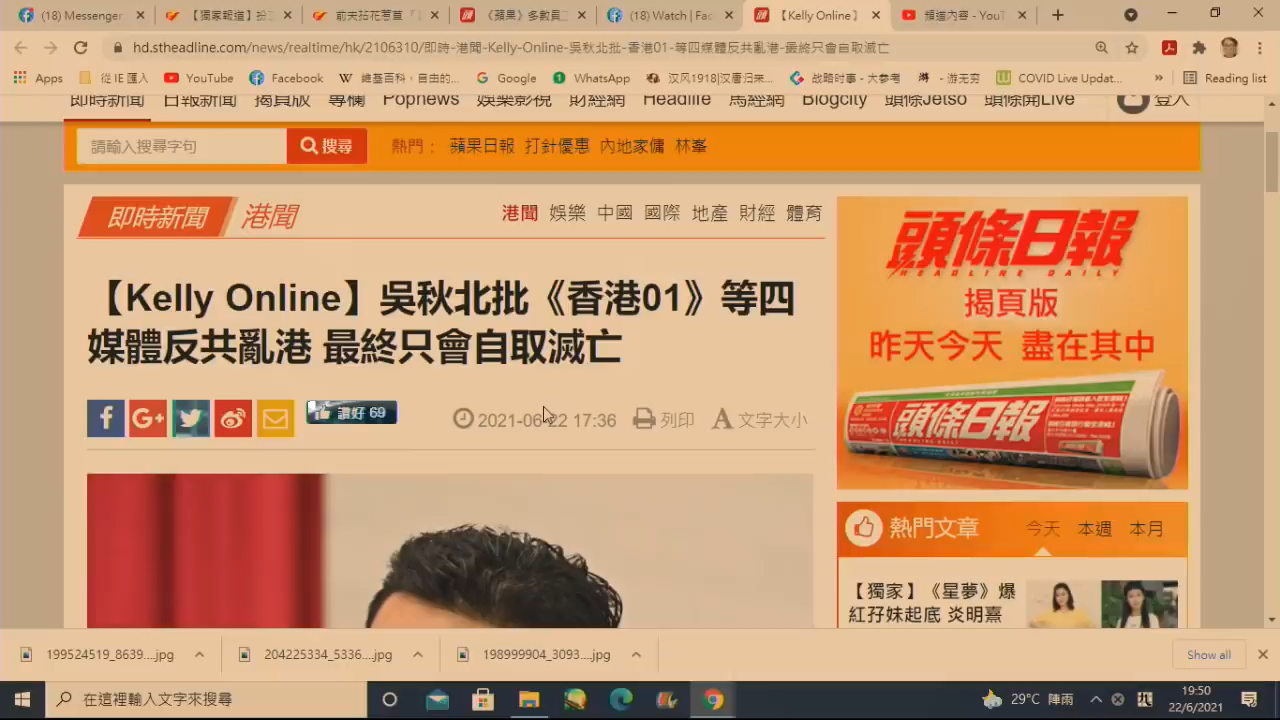 (18) Messenger
【獨家報道】扮...
前夫拈花惹草「
《蘋果》多數員工
(18) Watch | Fac
【Kelly Online】
頻道內容 - YouT
hd.stheadline.com/news/realtime/hk/2106310/即時-港聞-Kelly-Online-吳秋北批-香港01-等四媒體反共亂港-最終只會自取滅亡
Apps
從 IE 匯入
YouTube
Facebook
維基百科，自由的...
Google
WhatsApp
汉风1918|汉唐归来...
战略时事 - 大参考
- 游无穷
COVID Live Updat...
»
Reading list
即時新聞 日報新聞 揭頁版 專欄 Popnews 娛樂影視 財經網 Headlife 馬經網 Blogcity 頭條Jetso 頭條開Live 登入
請輸入搜尋字句 搜尋 熱門： 蘋果日報 打針優惠 內地家傭 林峯
即時新聞 港聞 港聞 娛樂 中國 國際 地產 財經 體育
【Kelly Online】吳秋北批《香港01》等四
媒體反共亂港 最終只會自取滅亡
讚好 69
2021-06-22 17:36 列印 A 文字大小
頭條日報
HEADLINE DAILY
揭頁版
昨天今天 盡在其中
頭條日報
熱門文章 今天 本週 本月
【獨家】《星夢》爆
紅孖妹起底 炎明熹
199524519_8639....jpg
204225334_5336....jpg
198999904_3093....jpg
Show all
在這裡輸入文字來搜尋
29°C 陣雨
19:50
22/6/2021